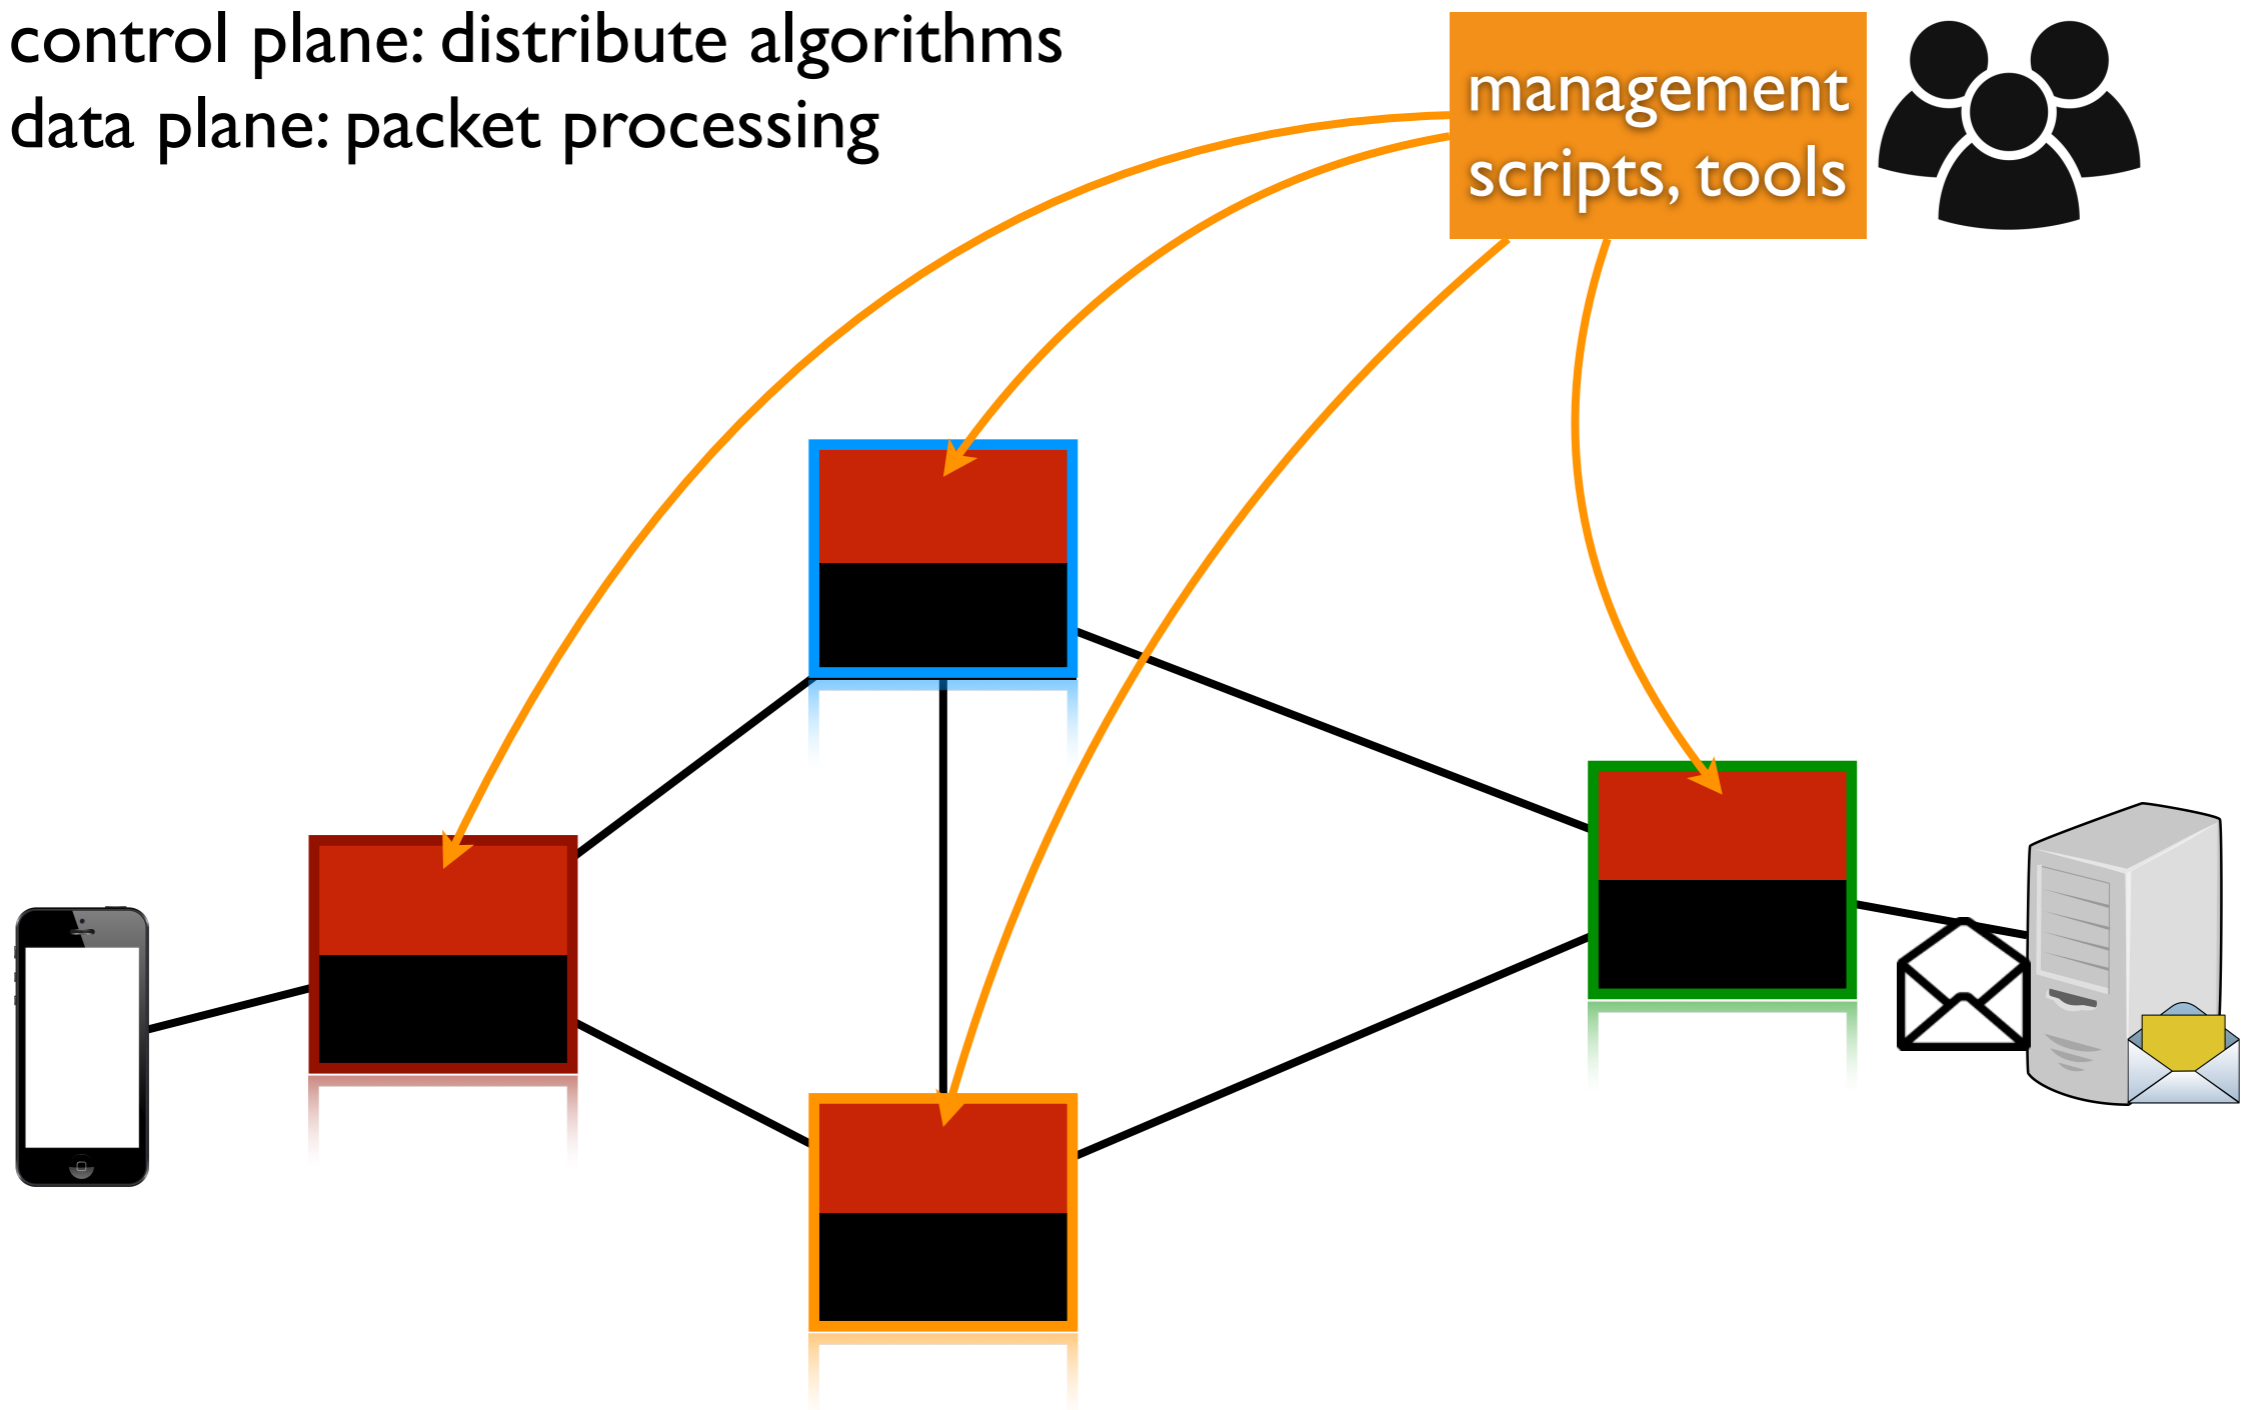 control plane: distribute algorithms
data plane: packet processing
management
scripts, tools